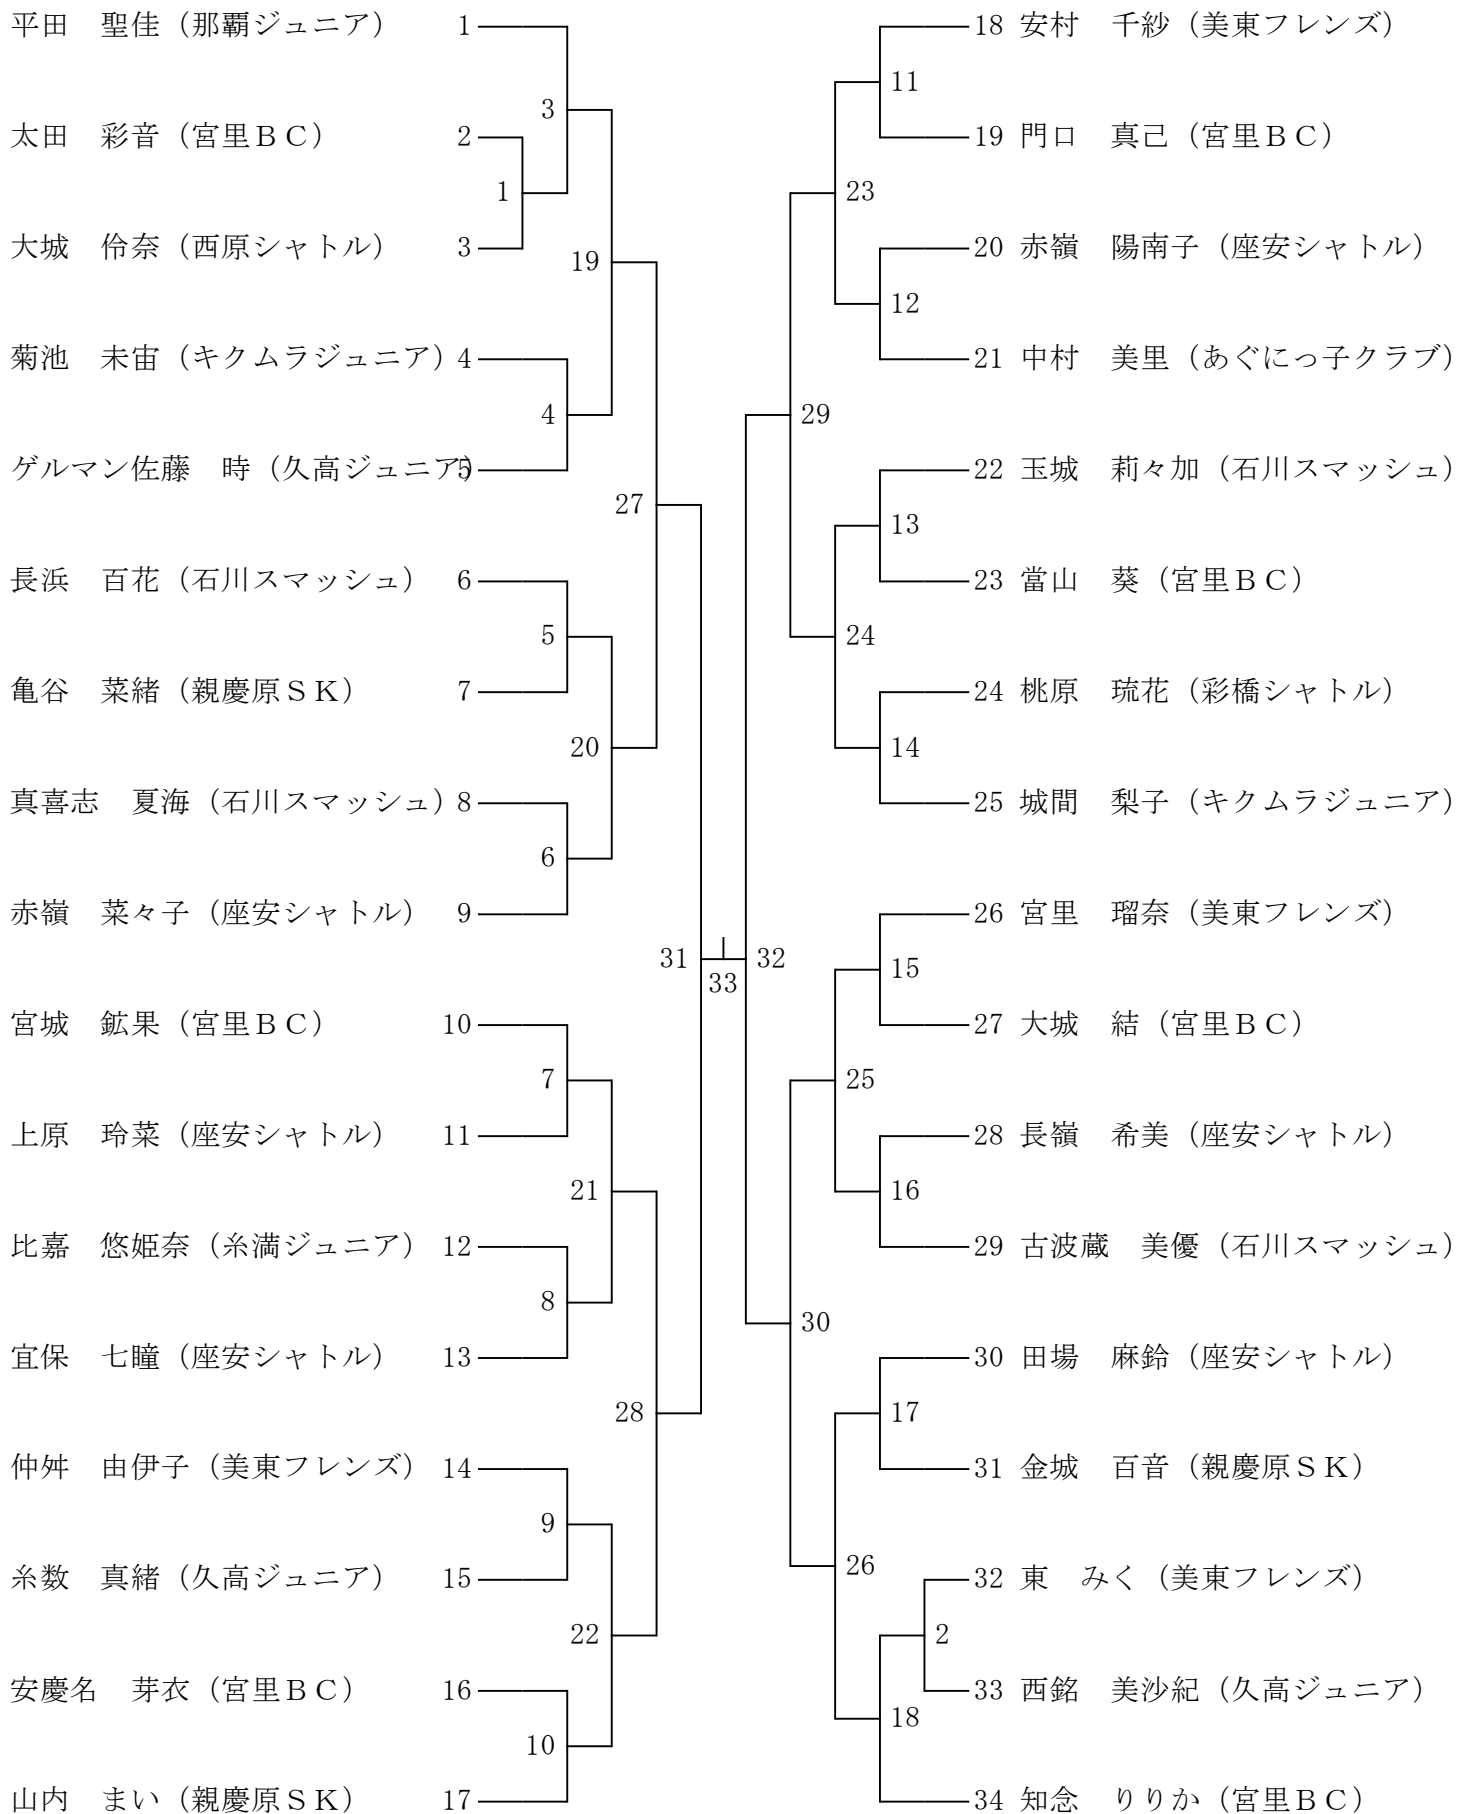 平田　聖佳（那覇ジュニア） 1
3
太田　彩音（宮里ＢＣ） 2
1
大城　伶奈（西原シャトル） 3
19
菊池　未宙（キクムラジュニア） 4
4
ゲルマン佐藤　時（久高ジュニア） 5
27
長浜　百花（石川スマッシュ） 6
5
亀谷　菜緒（親慶原ＳＫ） 7
20
真喜志　夏海（石川スマッシュ） 8
6
赤嶺　菜々子（座安シャトル） 9
31
33
宮城　鉱果（宮里ＢＣ） 10
7
上原　玲菜（座安シャトル） 11
21
比嘉　悠姫奈（糸満ジュニア） 12
8
宜保　七瞳（座安シャトル） 13
28
仲舛　由伊子（美東フレンズ） 14
9
糸数　真緒（久高ジュニア） 15
22
安慶名　芽衣（宮里ＢＣ） 16
10
山内　まい（親慶原ＳＫ） 17
18 安村　千紗（美東フレンズ）
11
19 門口　真己（宮里ＢＣ）
23
20 赤嶺　陽南子（座安シャトル）
12
21 中村　美里（あぐにっ子クラブ）
29
22 玉城　莉々加（石川スマッシュ）
13
23 當山　葵（宮里ＢＣ）
24
24 桃原　琉花（彩橋シャトル）
14
25 城間　梨子（キクムラジュニア）
26 宮里　瑠奈（美東フレンズ）
32
15
27 大城　結（宮里ＢＣ）
25
28 長嶺　希美（座安シャトル）
16
29 古波蔵　美優（石川スマッシュ）
30
30 田場　麻鈴（座安シャトル）
17
31 金城　百音（親慶原ＳＫ）
26
32 東　みく（美東フレンズ）
2
33 西銘　美沙紀（久高ジュニア）
18
34 知念　りりか（宮里ＢＣ）